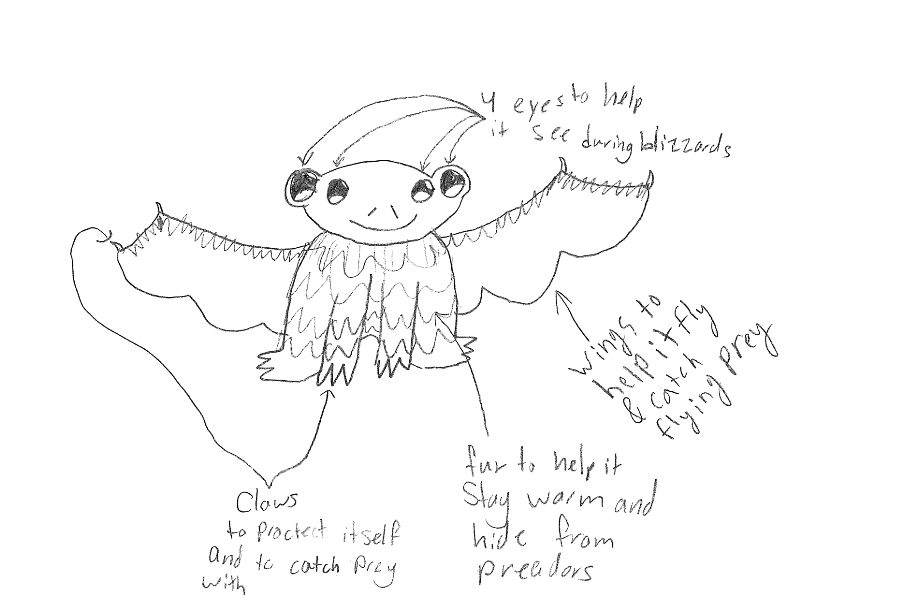 4 eyes to help
it see during blizzards
wings to
help it fly
& catch
flying prey
fur to help it
Stay warm and
hide from
preadors
Claws
to Proctect itself
and to catch Prey
with